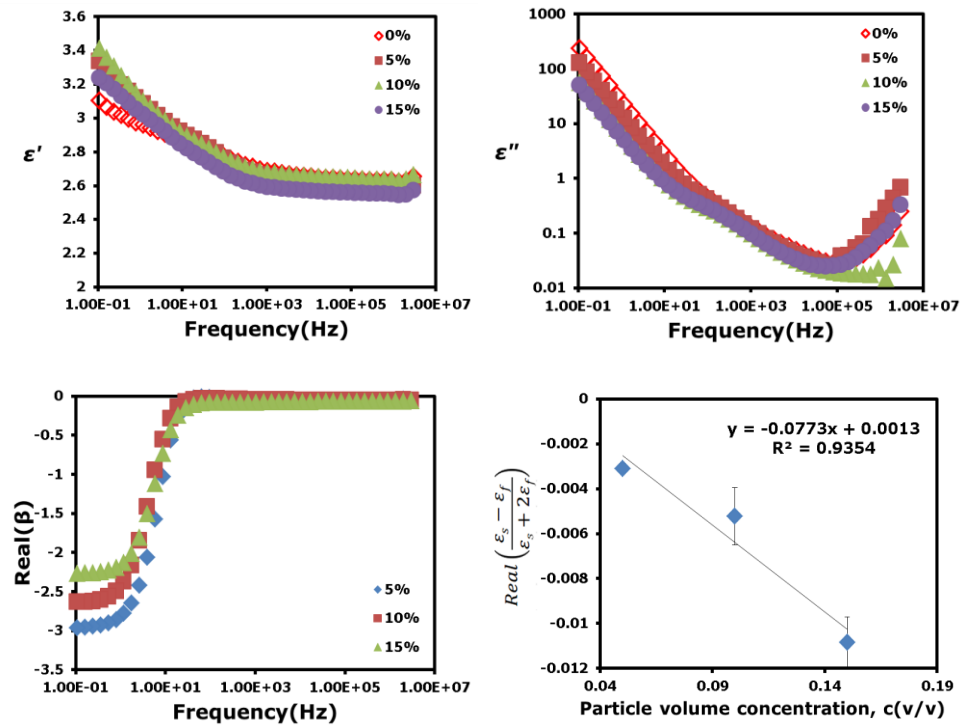 3.6
3.4
3.2
3
2.8
2.6
2.4
2.2
2
ε′
0%
5%
10%
15%
1.00E-01 1.00E+01 1.00E+03 1.00E+05 1.00E+07
Frequency(Hz)
1000
100
10
1
0.1
0.01
ε″
0%
5%
10%
15%
1.00E-01 1.00E+01 1.00E+03 1.00E+05 1.00E+07
Frequency(Hz)
0
-0.5
-1
-1.5
-2
-2.5
-3
-3.5
Real(β)
5%
10%
15%
1.00E-01 1.00E+01 1.00E+03 1.00E+05 1.00E+07
Frequency(Hz)
0
-0.002
-0.004
-0.006
-0.008
-0.01
-0.012
Real (εs − εf / εs + 2εf)
y = -0.0773x + 0.0013
R² = 0.9354
0.04 0.09 0.14 0.19
Particle volume concentration, c(v/v)